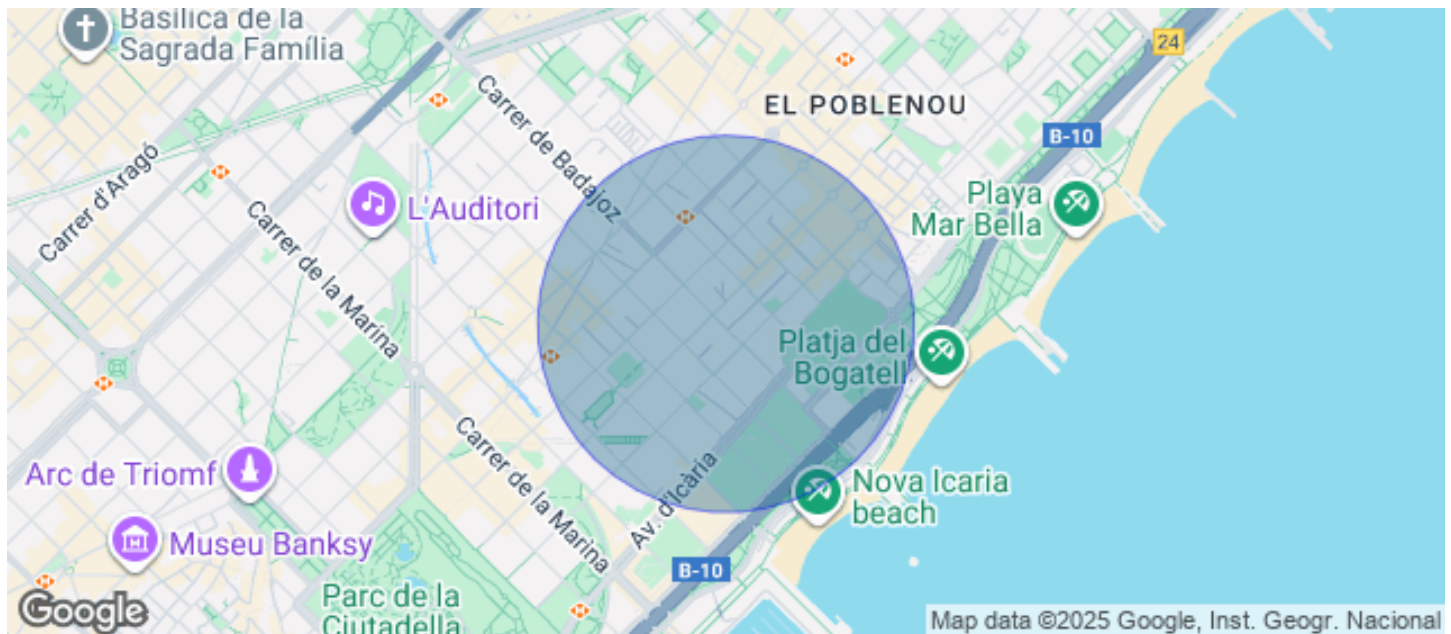 Basílica de la
Sagrada Família
24
Carrer de Badajoz
EL POBLENOU
B-10
Carrer d'Aragó
L'Auditori
Playa
Mar Bella
Carrer de la Marina
Platja del
Bogatell
Arc de Triomf
Carrer de la Marina
Av. d'Icària
Nova Icaria
beach
Museu Banksy
B-10
Parc de la
Ciutadella
Google
Map data ©2025 Google, Inst. Geogr. Nacional